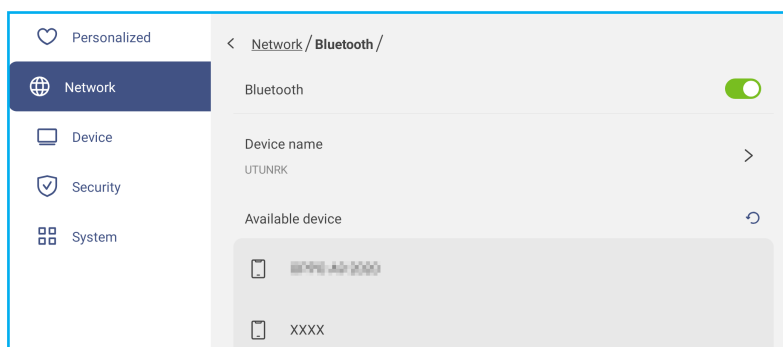 Personalized
Network
Device
Security
System
Network/Bluetooth/
Bluetooth
Device name
UTUNRK
Available device
XXXX